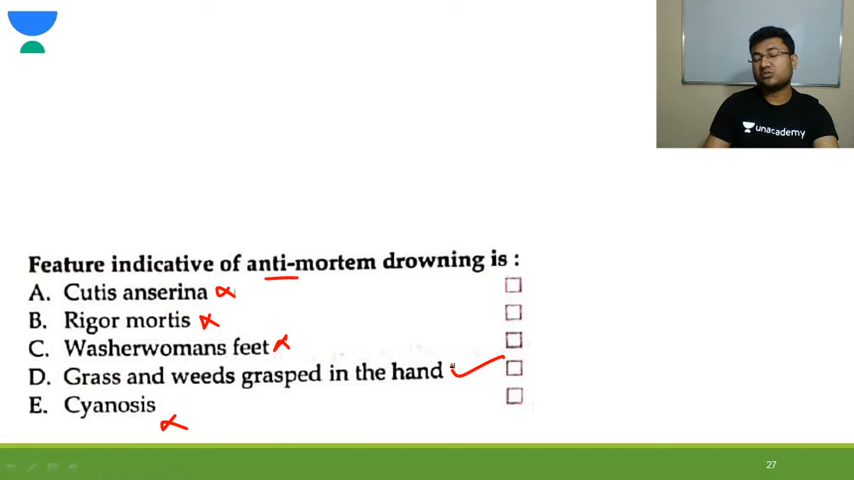 unacademy
Feature indicative of anti-mortem drowning is :
A. Cutis anserina
B. Rigor mortis
C. Washerwomans feet
D. Grass and weeds grasped in the hand
E. Cyanosis
27